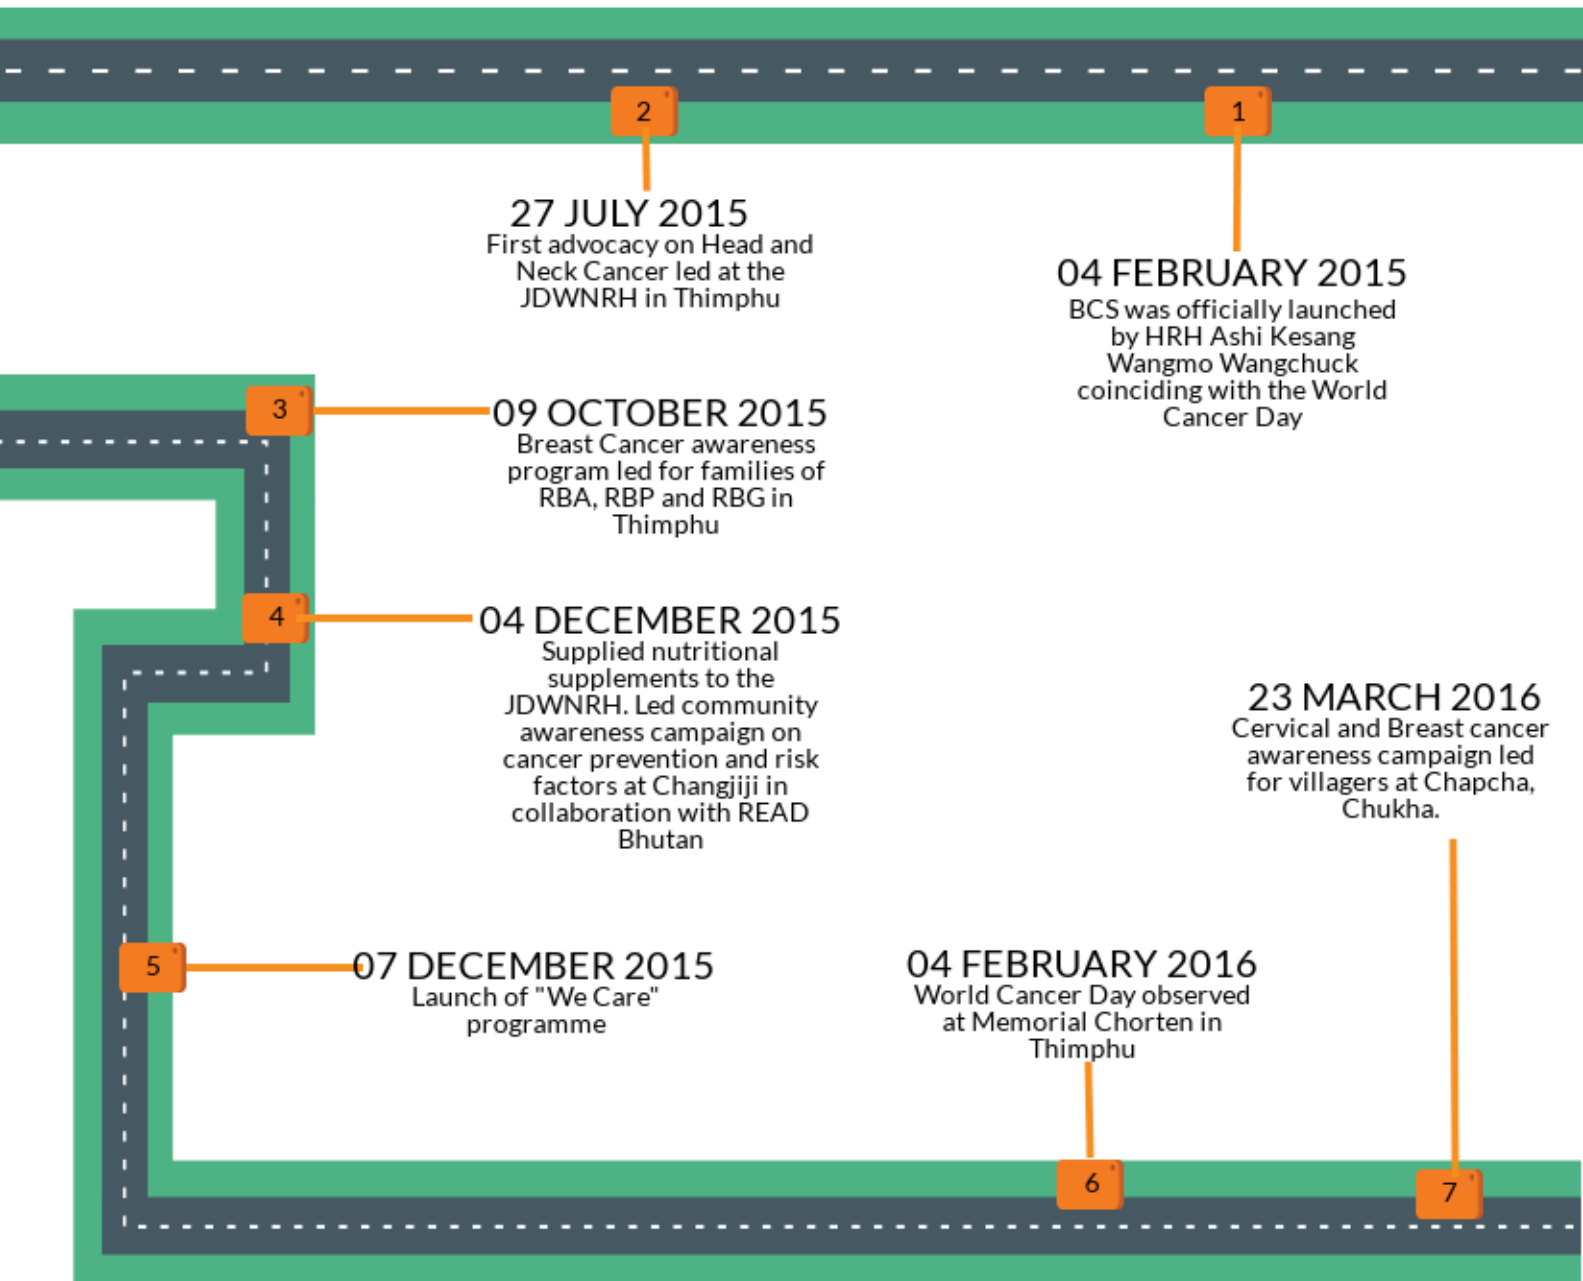 1
04 FEBRUARY 2015
BCS was officially launched
by HRH Ashi Kesang
Wangmo Wangchuck
coinciding with the World
Cancer Day
2
27 JULY 2015
First advocacy on Head and
Neck Cancer led at the
JDWNRH in Thimphu
3
09 OCTOBER 2015
Breast Cancer awareness
program led for families of
RBA, RBP and RBG in
Thimphu
4
04 DECEMBER 2015
Supplied nutritional
supplements to the
JDWNRH. Led community
awareness campaign on
cancer prevention and risk
factors at Changjiji in
collaboration with READ
Bhutan
5
07 DECEMBER 2015
Launch of "We Care"
programme
04 FEBRUARY 2016
World Cancer Day observed
at Memorial Chorten in
Thimphu
6
23 MARCH 2016
Cervical and Breast cancer
awareness campaign led
for villagers at Chapcha,
Chukha.
7